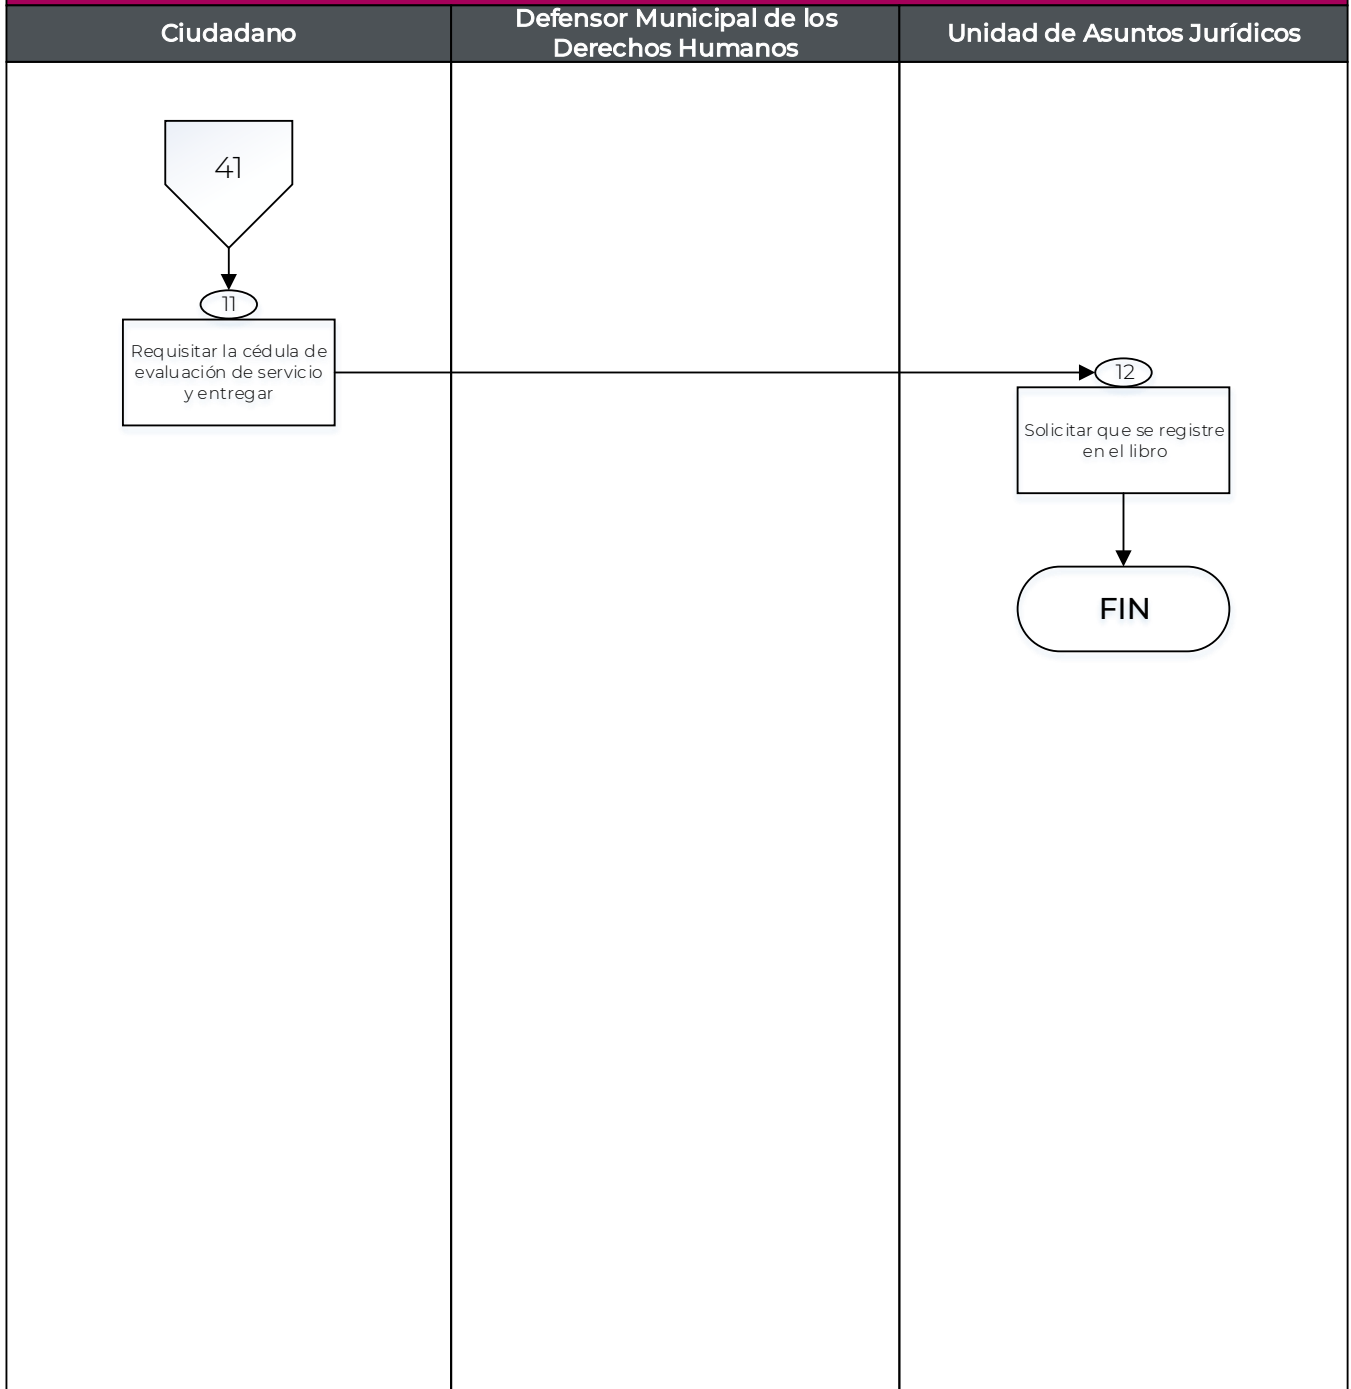 Ciudadano
Defensor Municipal de los
Derechos Humanos
Unidad de Asuntos Jurídicos
41
11
Requisitar la cédula de
evaluación de servicio
y entregar
12
Solicitar que se registre
en el libro
FIN